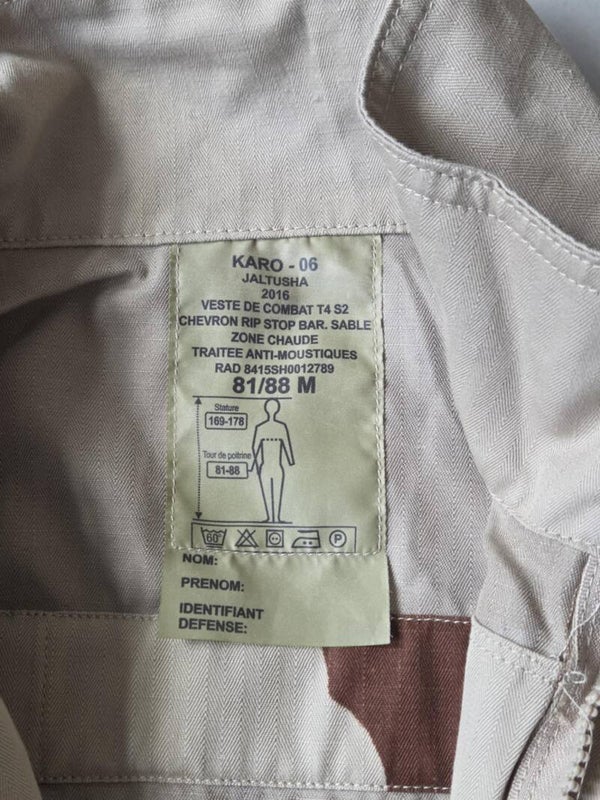 KARO - 06
JALTUSHA
2016
VESTE DE COMBAT T4 S2
CHEVRON RIP STOP BAR. SABLE
ZONE CHAUDE
TRAITEE ANTI-MOUSTIQUES
RAD 8415SH0012789
81/88 M
Stature
169-178
Tour de poitrine
81-88
60°
P
NOM:
PRENOM:
IDENTIFIANT
DEFENSE: